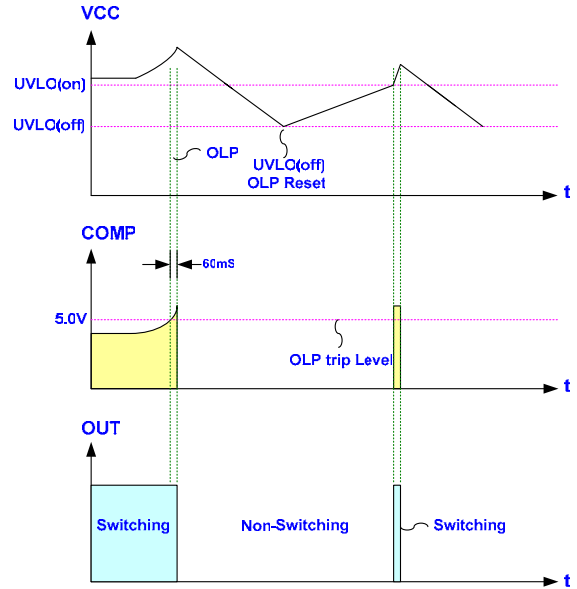 VCC
UVLO(on)
UVLO(off)
OLP
UVLO(off)
OLP Reset
t
COMP
60mS
5.0V
OLP trip Level
t
OUT
Switching
Non-Switching
Switching
t